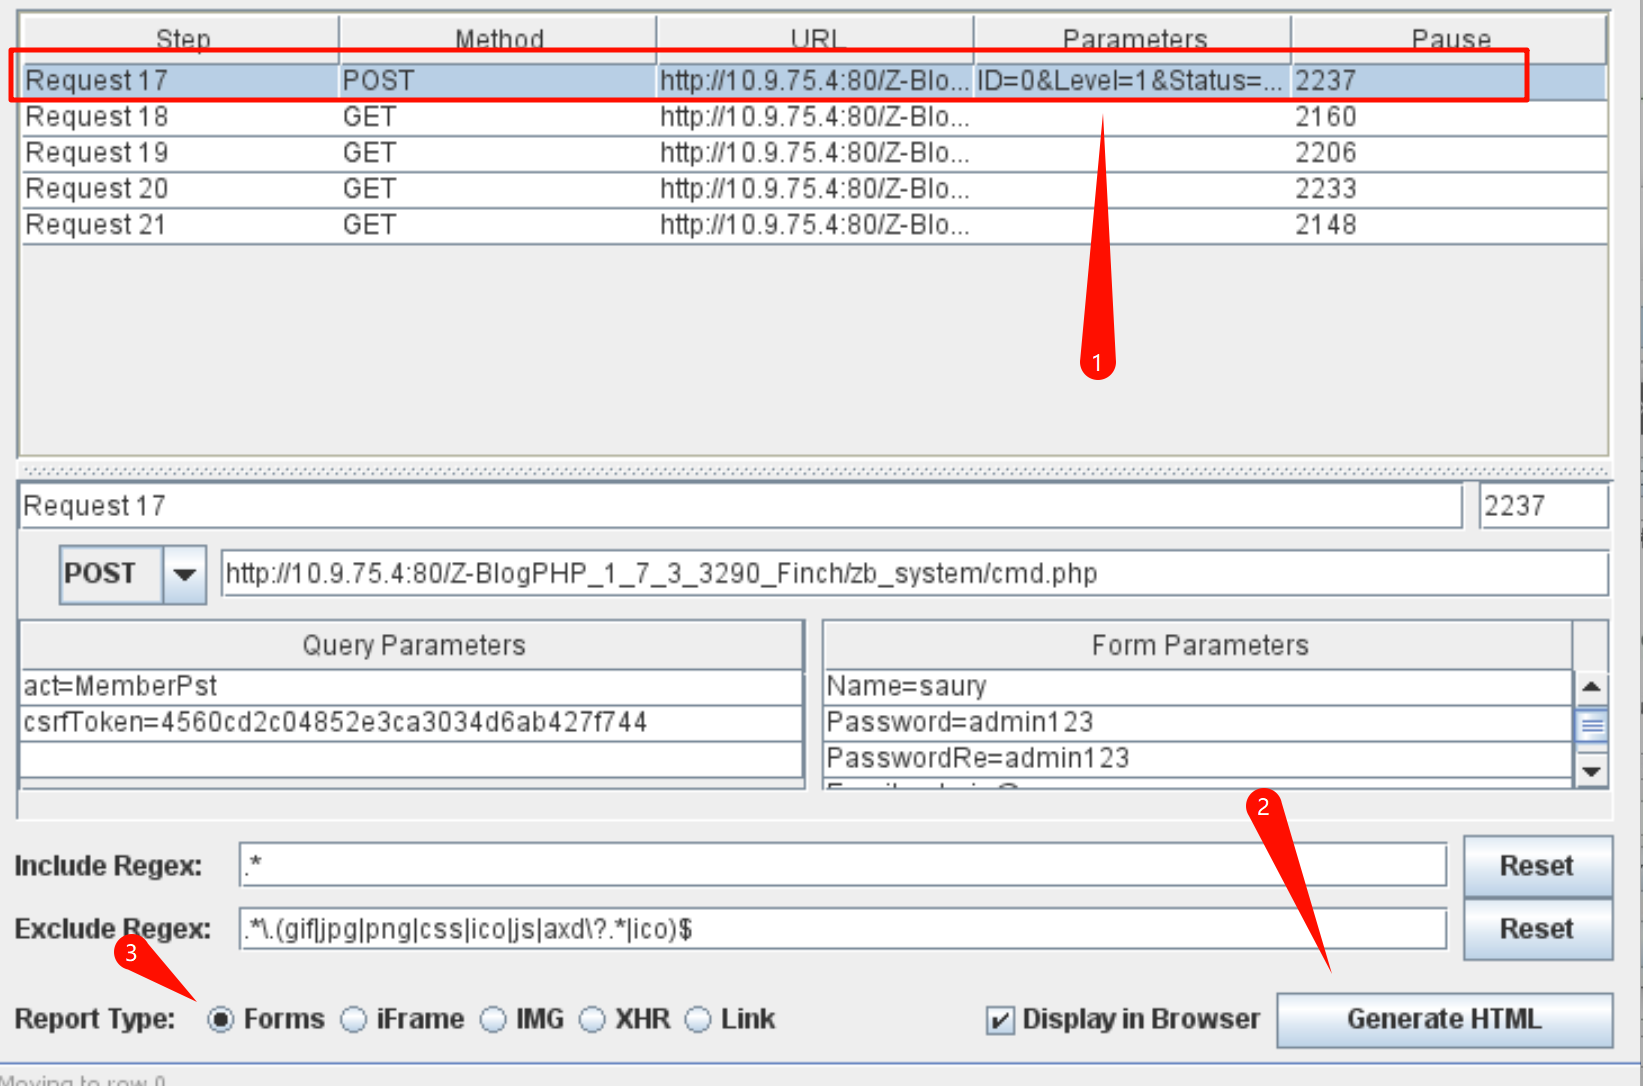 Step Method URL Parameters Pause
Request 17 POST http://10.9.75.4:80/Z-Blo... ID=0&Level=1&Status=... 2237
Request 18 GET http://10.9.75.4:80/Z-Blo... 2160
Request 19 GET http://10.9.75.4:80/Z-Blo... 2206
Request 20 GET http://10.9.75.4:80/Z-Blo... 2233
Request 21 GET http://10.9.75.4:80/Z-Blo... 2148
1
Request 17 2237
POST http://10.9.75.4:80/Z-BlogPHP_1_7_3_3290_Finch/zb_system/cmd.php
Query Parameters Form Parameters
act=MemberPst Name=saury
csrfToken=4560cd2c04852e3ca3034d6ab427f744 Password=admin123
PasswordRe=admin123
2
Include Regex: .* Reset
Exclude Regex: .*\.(gif|jpg|png|css|ico|js|axd\?.*|ico)$ Reset
3
Report Type: Forms iFrame IMG XHR Link Display in Browser Generate HTML
Moving to row 0